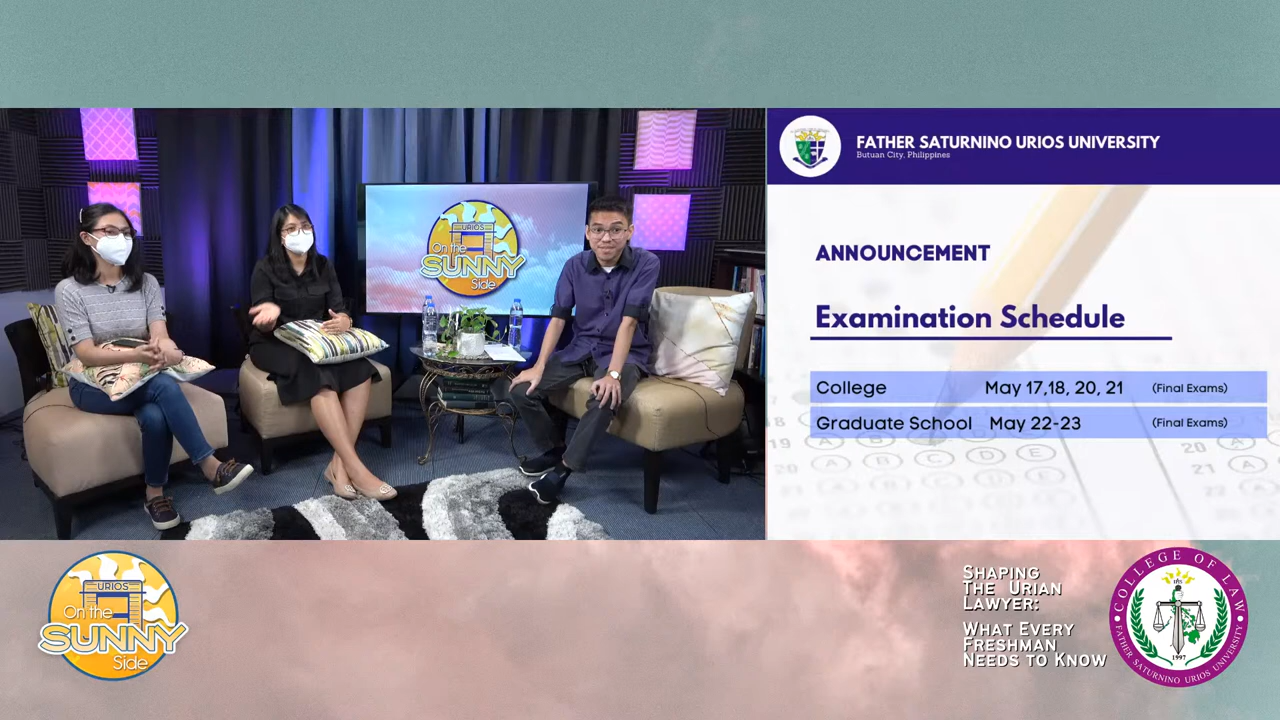 URIOS
On the
SUNNY
Side
FATHER SATURNINO URIOS UNIVERSITY
Butuan City, Philippines
ANNOUNCEMENT
Examination Schedule
College May 17,18, 20, 21 (Final Exams)
Graduate School May 22-23 (Final Exams)
URIOS
On the
SUNNY
Side
SHAPING
THE URIAN
LAWYER:
WHAT EVERY
FRESHMAN
NEEDS TO KNOW
COLLEGE OF LAW
IHS
1997
FATHER SATURNINO URIOS UNIVERSITY